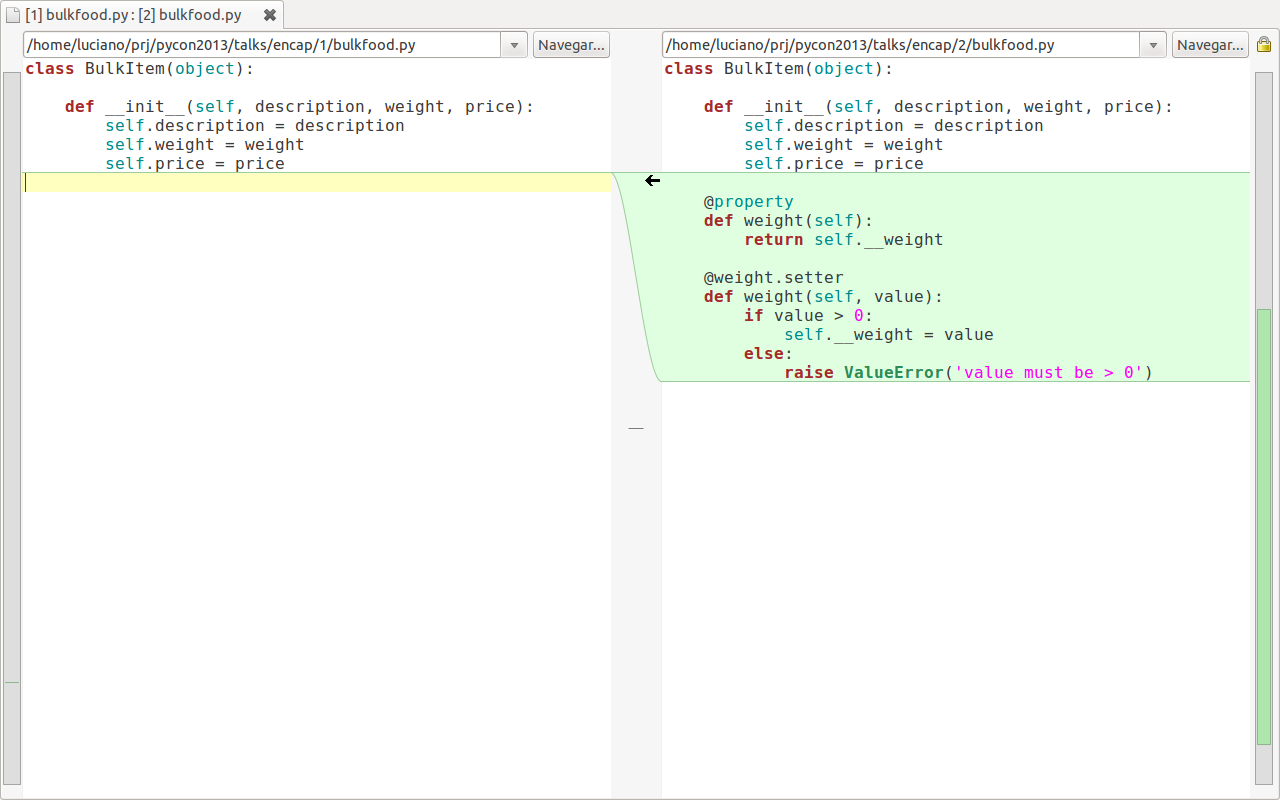 [1] bulkfood.py : [2] bulkfood.py
/home/luciano/prj/pycon2013/talks/encap/1/bulkfood.py
Navegar...
class BulkItem(object):
    def __init__(self, description, weight, price):
        self.description = description
        self.weight = weight
        self.price = price
/home/luciano/prj/pycon2013/talks/encap/2/bulkfood.py
Navegar...
class BulkItem(object):
    def __init__(self, description, weight, price):
        self.description = description
        self.weight = weight
        self.price = price
    @property
    def weight(self):
        return self.__weight
    @weight.setter
    def weight(self, value):
        if value > 0:
            self.__weight = value
        else:
            raise ValueError('value must be > 0')